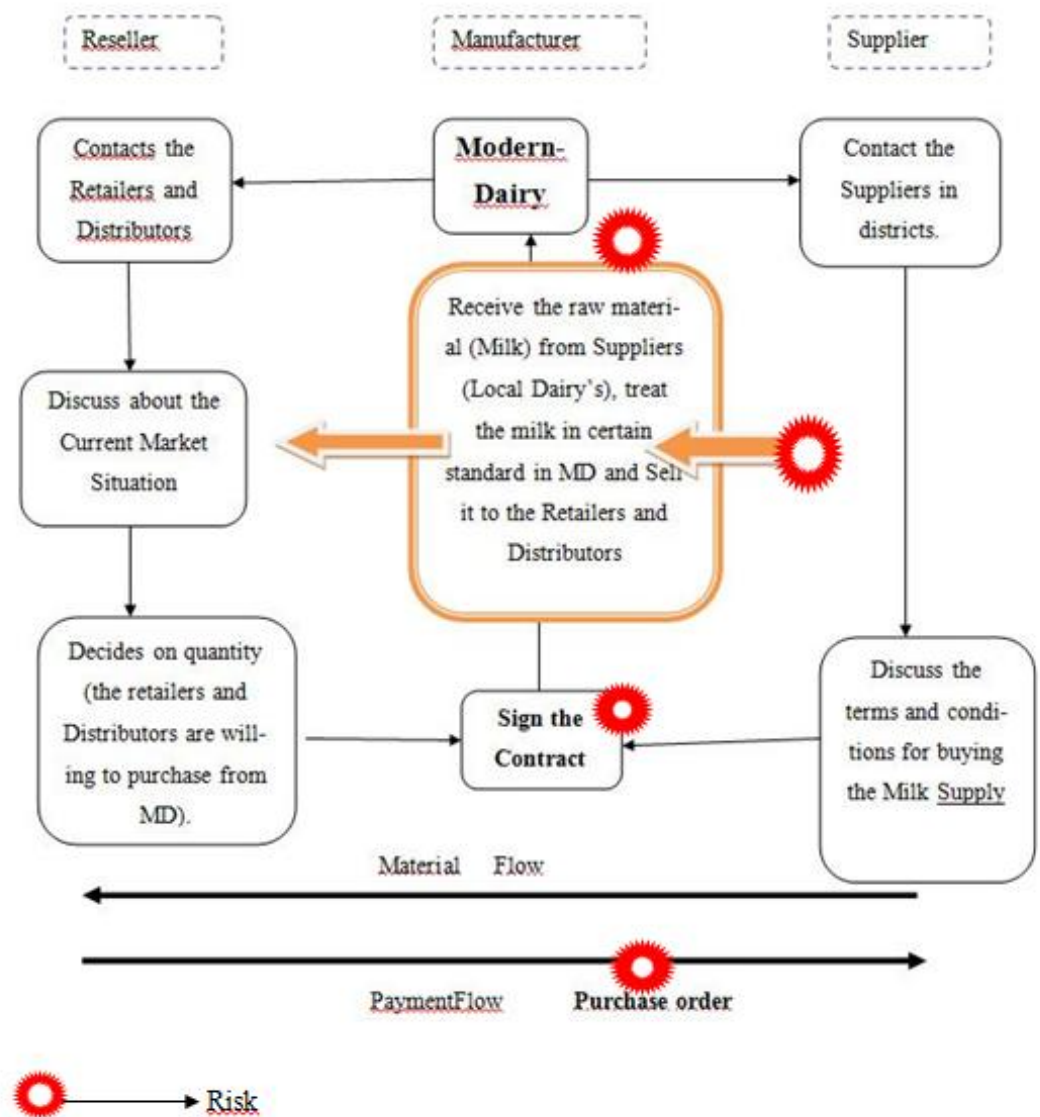 Reseller
Manufacturer
Supplier
Contacts the
Retailers and
Distributors
Modern-
Dairy
Contact the
Suppliers in
districts.
Receive the raw materi-
al (Milk) from Suppliers
(Local Dairy's), treat
the milk in certain
standard in MD and Sell
it to the Retailers and
Distributors
Discuss about the
Current Market
Situation
Decides on quantity
(the retailers and
Distributors are will-
ing to purchase from
MD).
Sign the
Contract
Discuss the
terms and condi-
tions for buying
the Milk Supply
Material Flow
PaymentFlow Purchase order
Risk